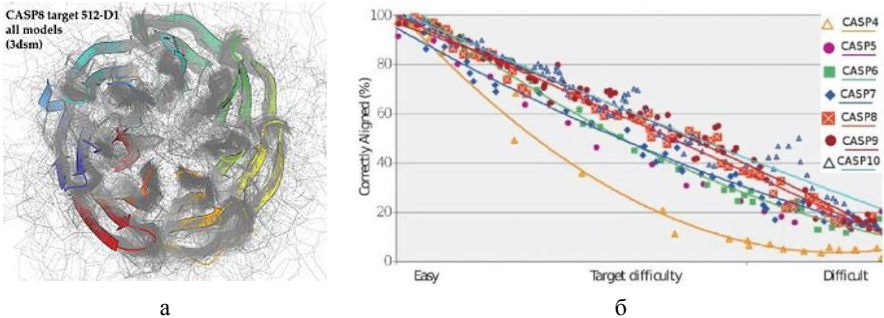 CASP8 target 512-D1
all models
(3dsm)
Correctly Aligned (%)
100
80
60
40
20
0
Easy
Target difficulty
Difficult
CASP4
CASP5
CASP6
CASP7
CASP8
CASP9
CASP10
а
б